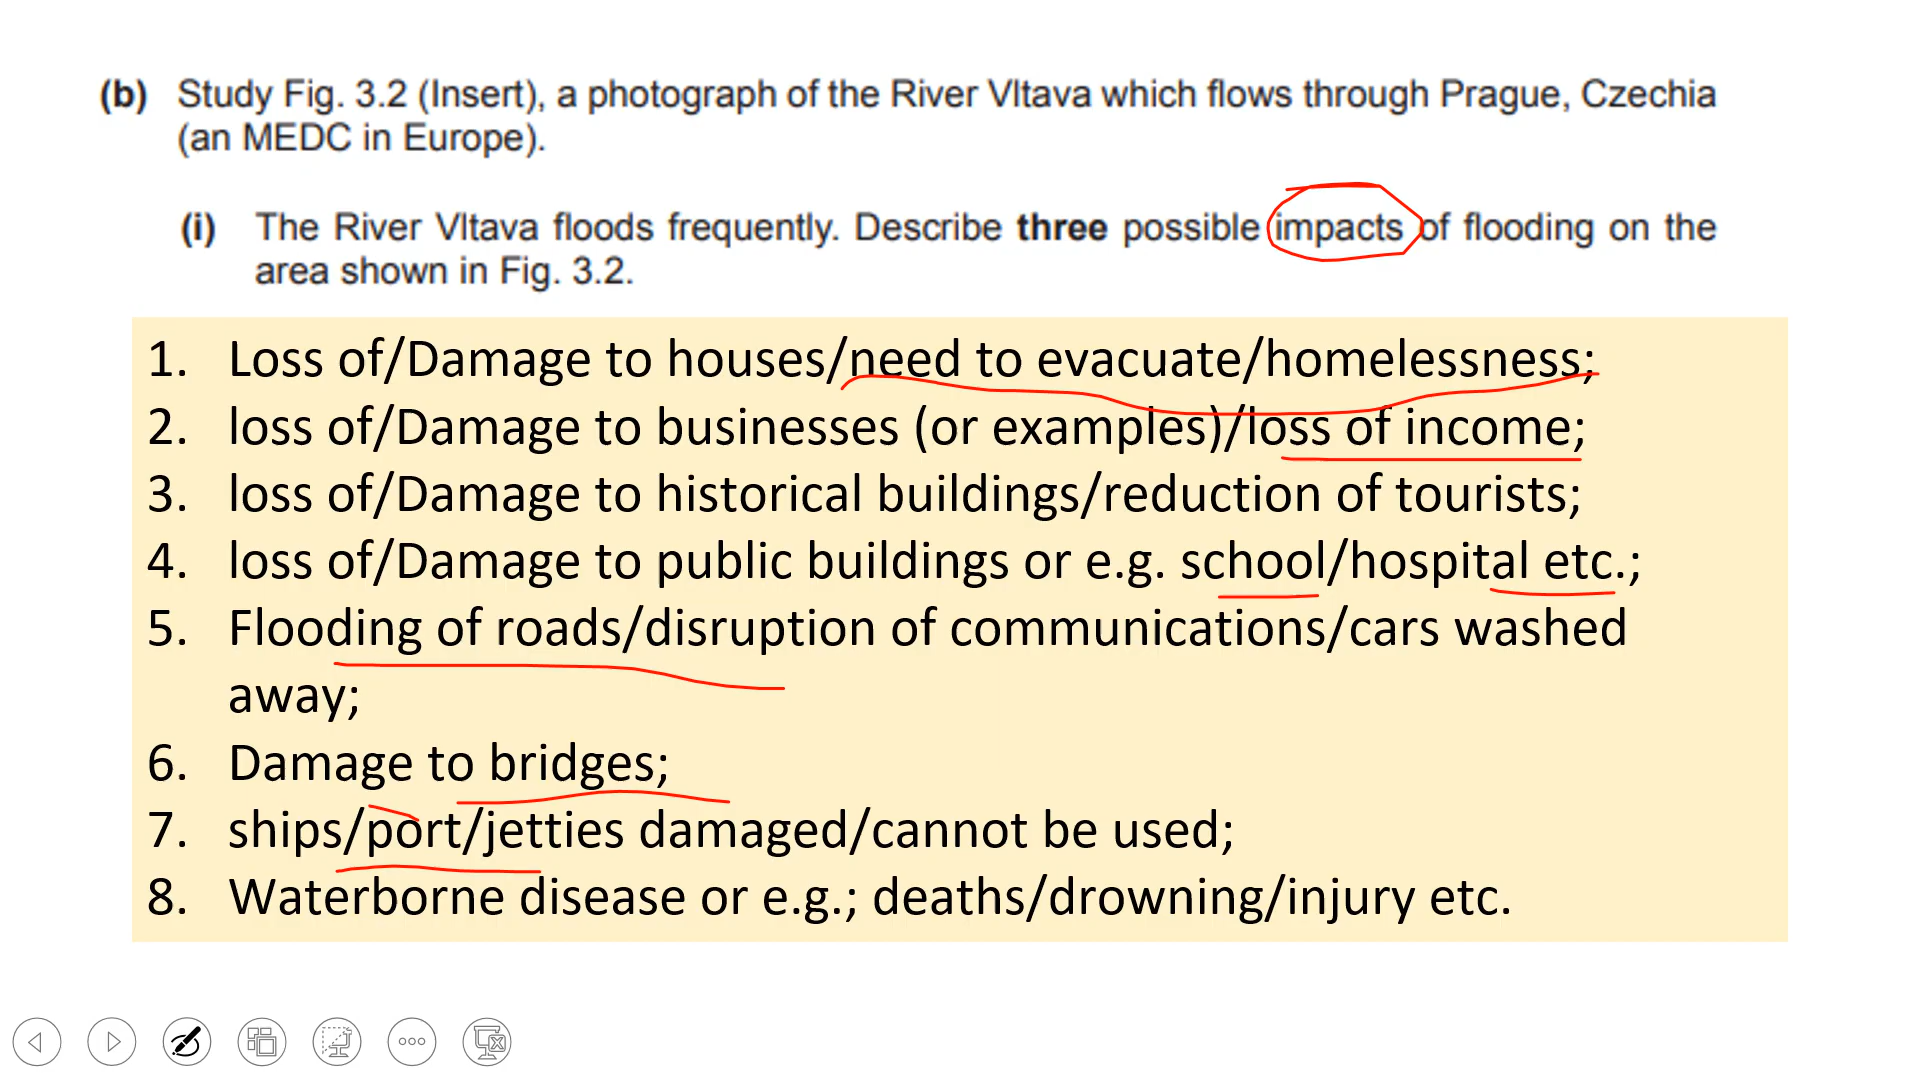 (b) Study Fig. 3.2 (Insert), a photograph of the River Vltava which flows through Prague, Czechia
(an MEDC in Europe).
(i) The River Vltava floods frequently. Describe three possible impacts of flooding on the
area shown in Fig. 3.2.
1. Loss of/Damage to houses/need to evacuate/homelessness;
2. loss of/Damage to businesses (or examples)/loss of income;
3. loss of/Damage to historical buildings/reduction of tourists;
4. loss of/Damage to public buildings or e.g. school/hospital etc.;
5. Flooding of roads/disruption of communications/cars washed
away;
6. Damage to bridges;
7. ships/port/jetties damaged/cannot be used;
8. Waterborne disease or e.g.; deaths/drowning/injury etc.